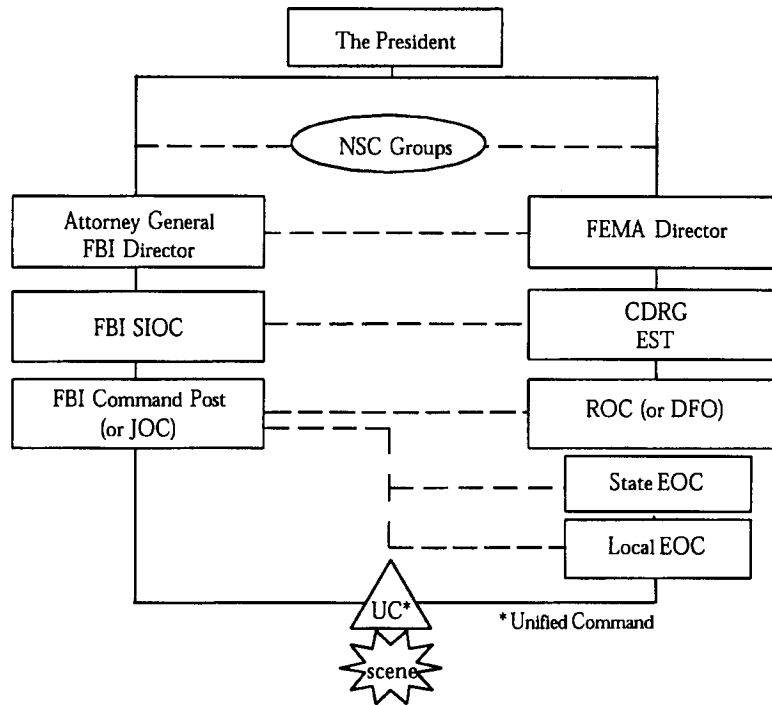 The President
NSC Groups
Attorney General
FBI Director
FEMA Director
FBI SIOC
CDRG
EST
FBI Command Post
(or JOC)
ROC (or DFO)
State EOC
Local EOC
UC*
* Unified Command
scene